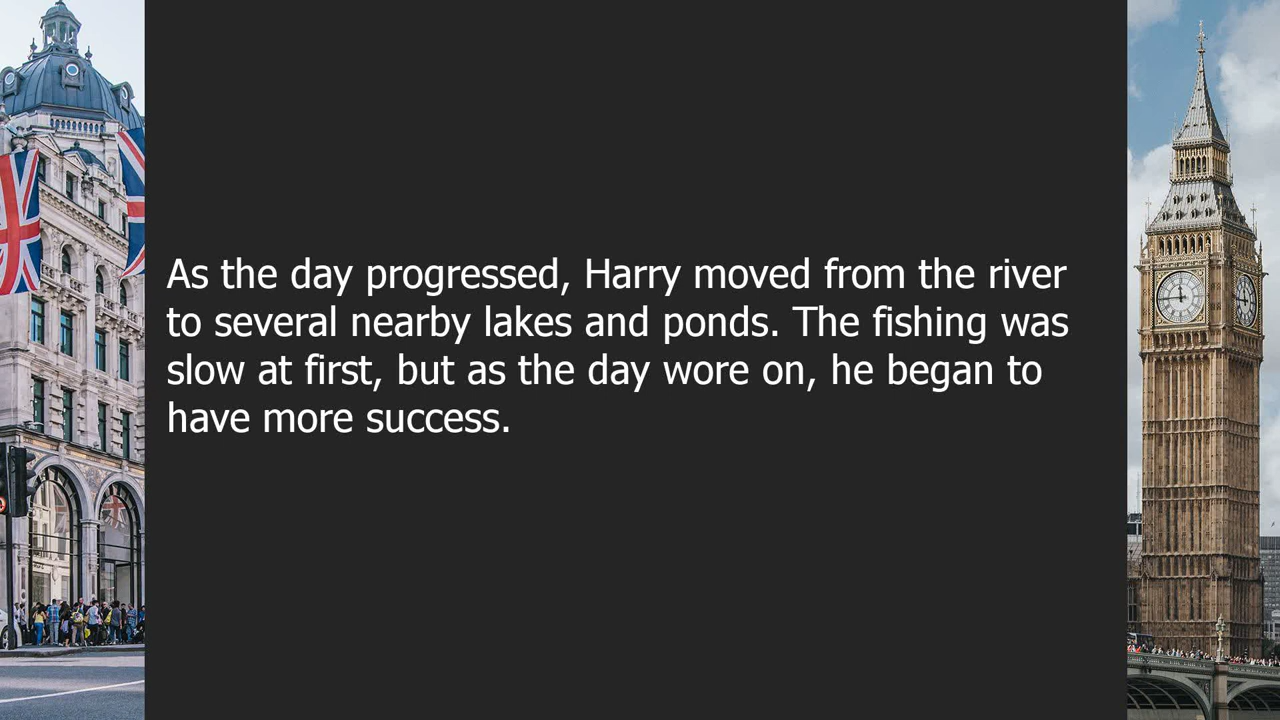 As the day progressed, Harry moved from the river
to several nearby lakes and ponds. The fishing was
slow at first, but as the day wore on, he began to
have more success.